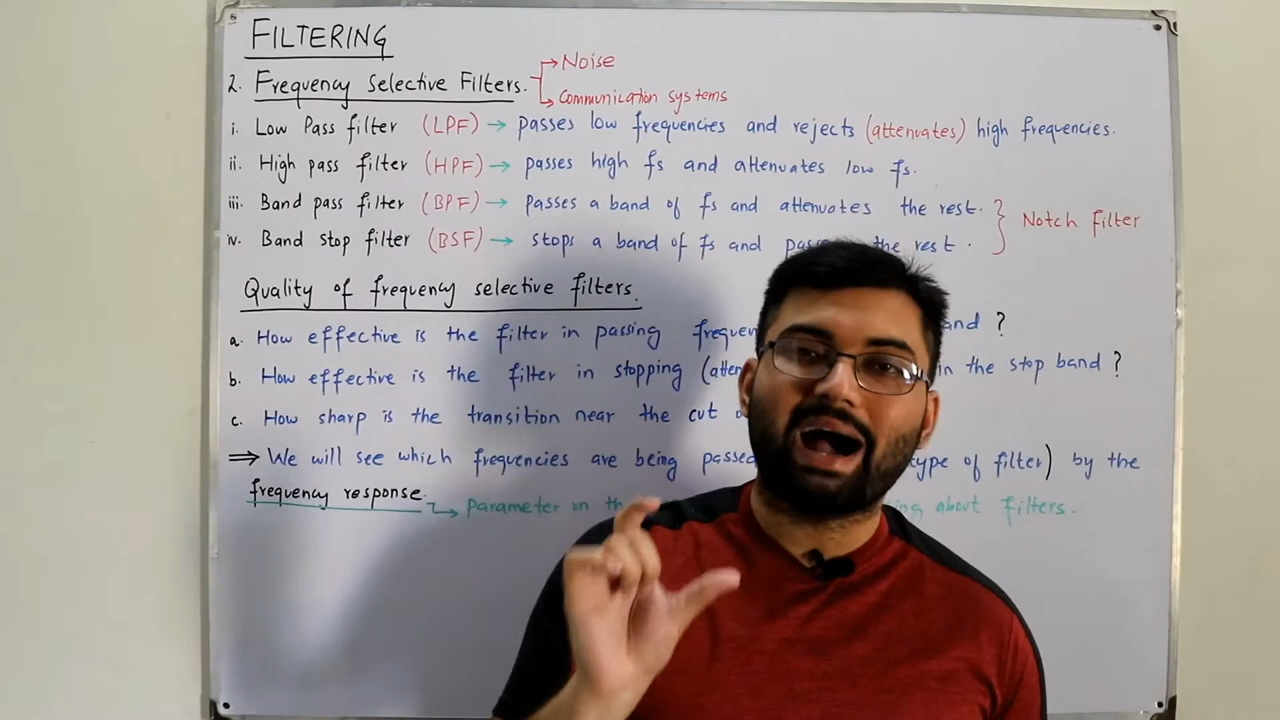 FILTERING
2. Frequency Selective Filters. → Noise
→ Communication systems
i. Low Pass filter (LPF) → passes low frequencies and rejects (attenuates) high frequencies.
ii. High pass filter (HPF) → passes high fs and attenuates low fs.
iii. Band pass filter (BPF) → passes a band of fs and attenuates the rest. } Notch Filter
iv. Band stop filter (BSF) → stops a band of fs and the rest.
Quality of frequency selective filters.
a. How effective is the filter in passing ?
b. How effective is the filter in stopping in the stop band ?
c. How sharp is the transition near the cut
⇒ We will see which frequencies are being passed type of filter) by the
frequency response. → Parameter on about filters.